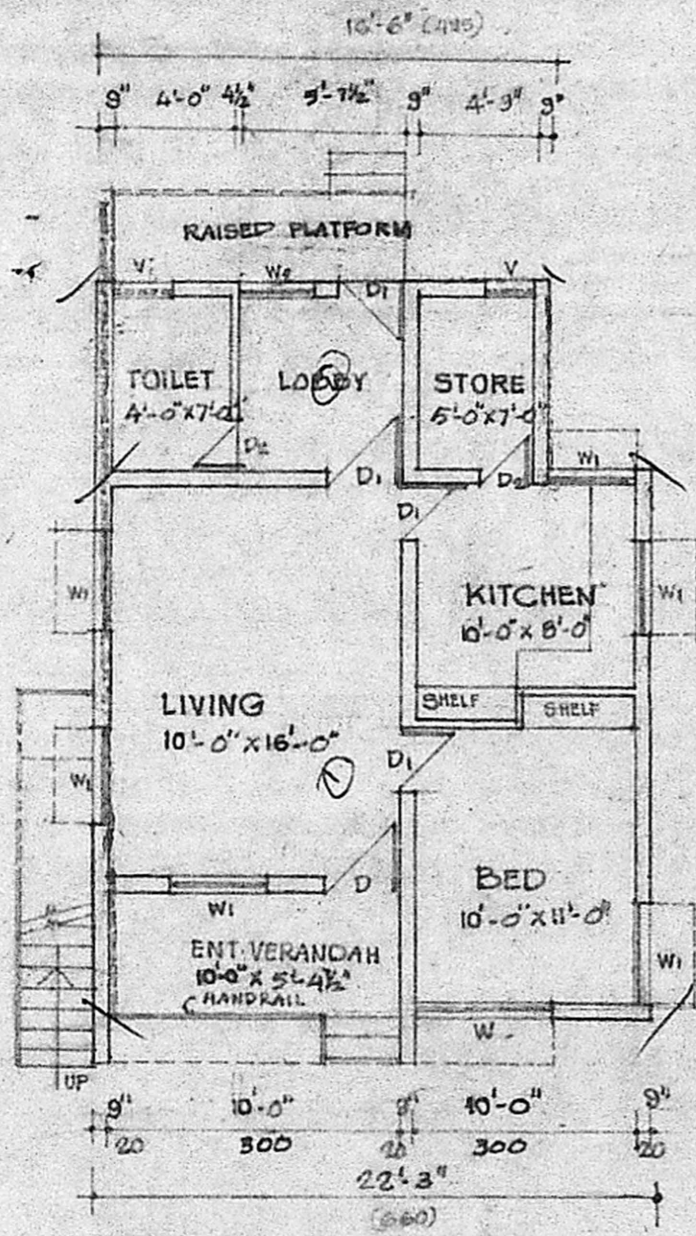 18'-6" (495)
9" 4'-0" 4½" 5'-7½" 9" 4'-9" 9"
RAISED PLATFORM
V W2 D1 V
TOILET
4'-0"X7'-0"
LOBBY
STORE
5'-0"X7'-0"
D2 D1 D2 W1
D1
W1 W1
KITCHEN
10'-0" X 8'-0"
SHELF SHELF
LIVING
10'-0" X 16'-0"
D1
W1
D
W1
BED
10'-0" X 11'-0"
ENT. VERANDAH
10'-0" X 5'-4½"
HANDRAIL
W1
W
UP
9" 10'-0" 9" 10'-0" 9"
20 300 20 300 20
22'-3"
(660)